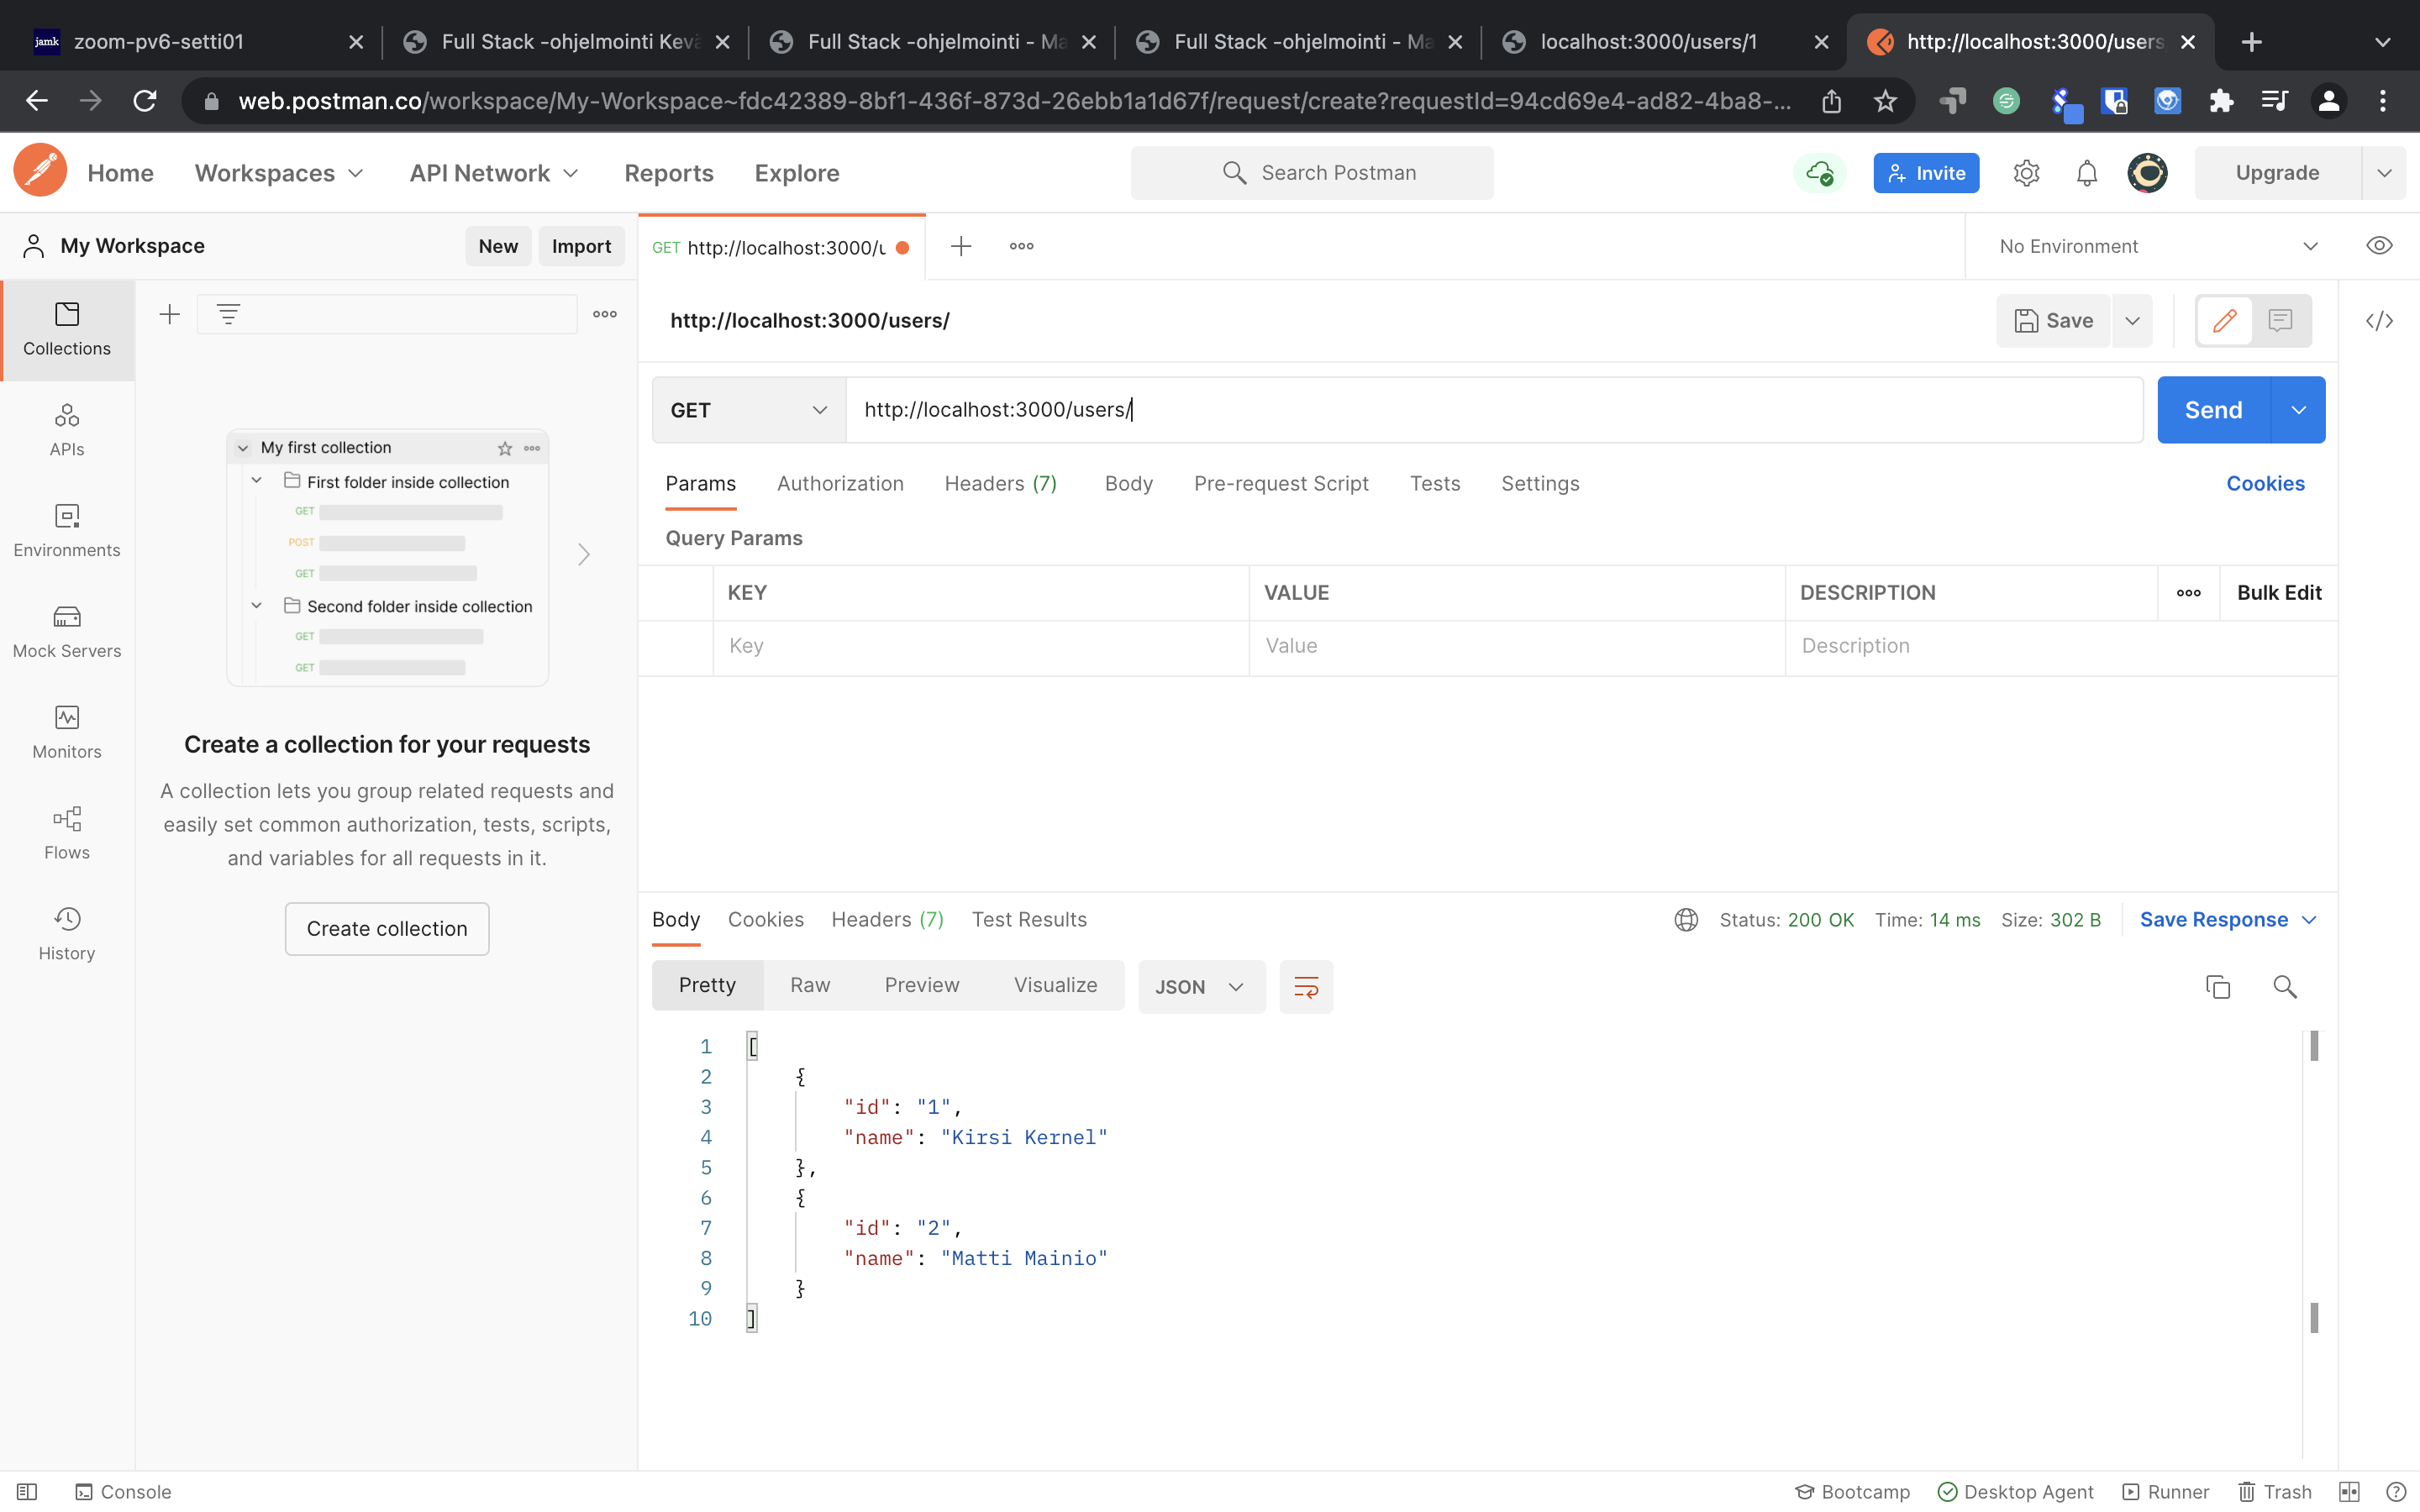 jamk zoom-pv6-setti01
Full Stack -ohjelmointi Kevä
Full Stack -ohjelmointi - Ma
Full Stack -ohjelmointi - Ma
localhost:3000/users/1
http://localhost:3000/users
web.postman.co/workspace/My-Workspace~fdc42389-8bf1-436f-873d-26ebb1a1d67f/request/create?requestId=94cd69e4-ad82-4ba8-...
Home Workspaces API Network Reports Explore Search Postman Invite Upgrade
My Workspace New Import
GET http://localhost:3000/u
No Environment
Collections
APIs
Environments
Mock Servers
Monitors
Flows
History
My first collection
First folder inside collection
GET
POST
GET
Second folder inside collection
GET
GET
Create a collection for your requests
A collection lets you group related requests and
easily set common authorization, tests, scripts,
and variables for all requests in it.
Create collection
http://localhost:3000/users/
Save
GET http://localhost:3000/users/ Send
Params Authorization Headers (7) Body Pre-request Script Tests Settings Cookies
Query Params
KEY VALUE DESCRIPTION Bulk Edit
Key Value Description
Body Cookies Headers (7) Test Results Status: 200 OK Time: 14 ms Size: 302 B Save Response
Pretty Raw Preview Visualize JSON
1 [
2 {
3 "id": "1",
4 "name": "Kirsi Kernel"
5 },
6 {
7 "id": "2",
8 "name": "Matti Mainio"
9 }
10 ]
Console Bootcamp Desktop Agent Runner Trash